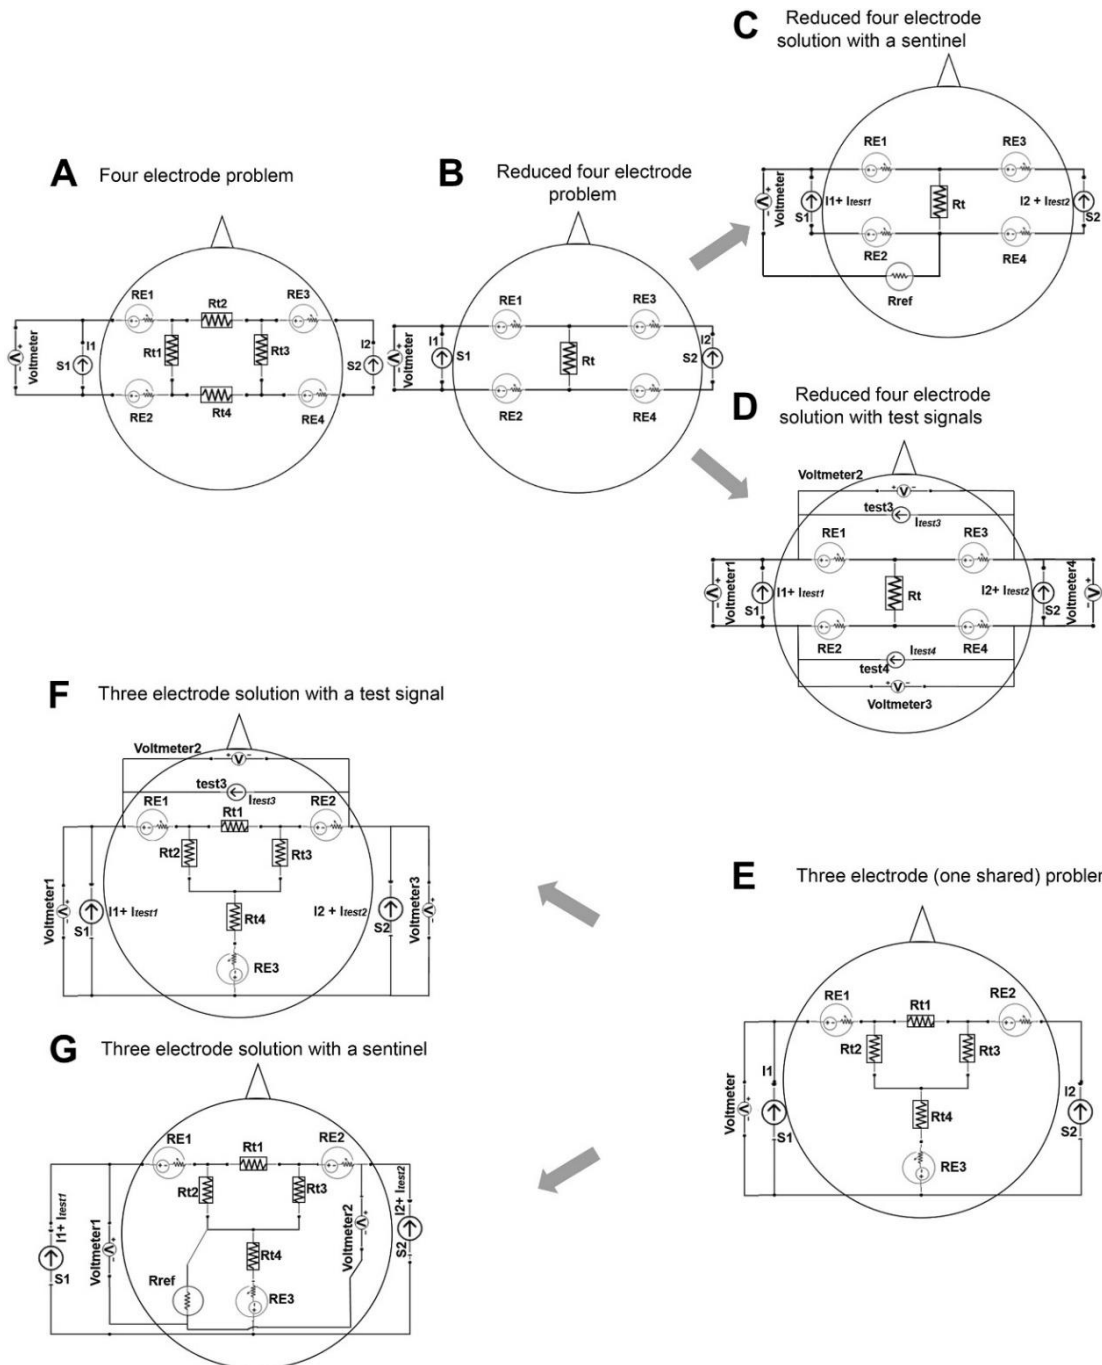 C Reduced four electrode
solution with a sentinel
RE1 RE3
Voltmeter + − V
I1+ Itest1 S1 Rt I2 + Itest2 S2
RE2 RE4
Rref
A Four electrode problem
RE1 Rt2 RE3
Voltmeter + − V
I1 S1 Rt1 Rt3 I2 S2
RE2 Rt4 RE4
B Reduced four electrode
problem
RE1 RE3
Voltmeter + − V
I1 S1 Rt I2 S2
RE2 RE4
D Reduced four electrode
solution with test signals
Voltmeter2 + V −
test3 Itest3
RE1 RE3
Voltmeter1 + − V
I1+ Itest1 S1 Rt I2+ Itest2 S2
Voltmeter4 + − V
RE2 RE4
test4 Itest4
+ V −
Voltmeter3
F Three electrode solution with a test signal
Voltmeter2 + V −
test3 Itest3
RE1 Rt1 RE2
Rt2 Rt3
Voltmeter1 + − V
S1 I1+ Itest1 Rt4 I2 + Itest2 S2
Voltmeter3 + − V
RE3
E Three electrode (one shared) probler
RE1 Rt1 RE2
Rt2 Rt3
Voltmeter + − V
I1 S1 Rt4 I2 S2
RE3
G Three electrode solution with a sentinel
RE1 Rt1 RE2
Rt2 Rt3
I1+ Itest1 S1
Voltmeter1 + − V
Rt4
Voltmeter2 + − V
I2+ Itest2 S2
Rref RE3